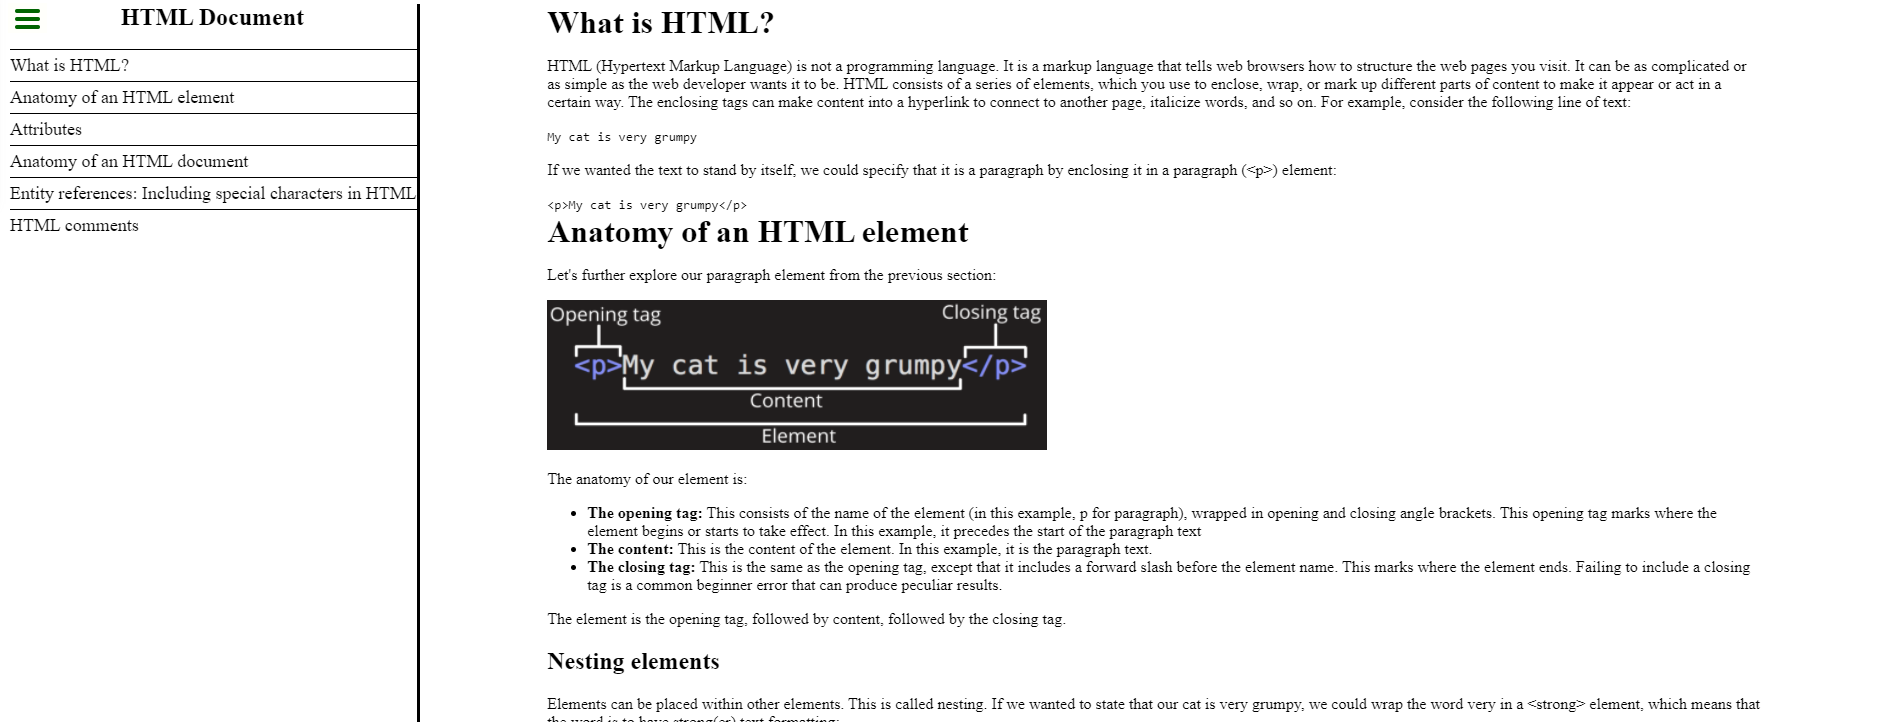 HTML Document
What is HTML?
Anatomy of an HTML element
Attributes
Anatomy of an HTML document
Entity references: Including special characters in HTML
HTML comments
What is HTML?
HTML (Hypertext Markup Language) is not a programming language. It is a markup language that tells web browsers how to structure the web pages you visit. It can be as complicated or
as simple as the web developer wants it to be. HTML consists of a series of elements, which you use to enclose, wrap, or mark up different parts of content to make it appear or act in a
certain way. The enclosing tags can make content into a hyperlink to connect to another page, italicize words, and so on. For example, consider the following line of text:
My cat is very grumpy
If we wanted the text to stand by itself, we could specify that it is a paragraph by enclosing it in a paragraph (<p>) element:
<p>My cat is very grumpy</p>
Anatomy of an HTML element
Let's further explore our paragraph element from the previous section:
Opening tag Closing tag
<p>My cat is very grumpy</p>
Content
Element
The anatomy of our element is:
• The opening tag: This consists of the name of the element (in this example, p for paragraph), wrapped in opening and closing angle brackets. This opening tag marks where the
element begins or starts to take effect. In this example, it precedes the start of the paragraph text
• The content: This is the content of the element. In this example, it is the paragraph text.
• The closing tag: This is the same as the opening tag, except that it includes a forward slash before the element name. This marks where the element ends. Failing to include a closing
tag is a common beginner error that can produce peculiar results.
The element is the opening tag, followed by content, followed by the closing tag.
Nesting elements
Elements can be placed within other elements. This is called nesting. If we wanted to state that our cat is very grumpy, we could wrap the word very in a <strong> element, which means that
the word is to have strong(er) text formatting: